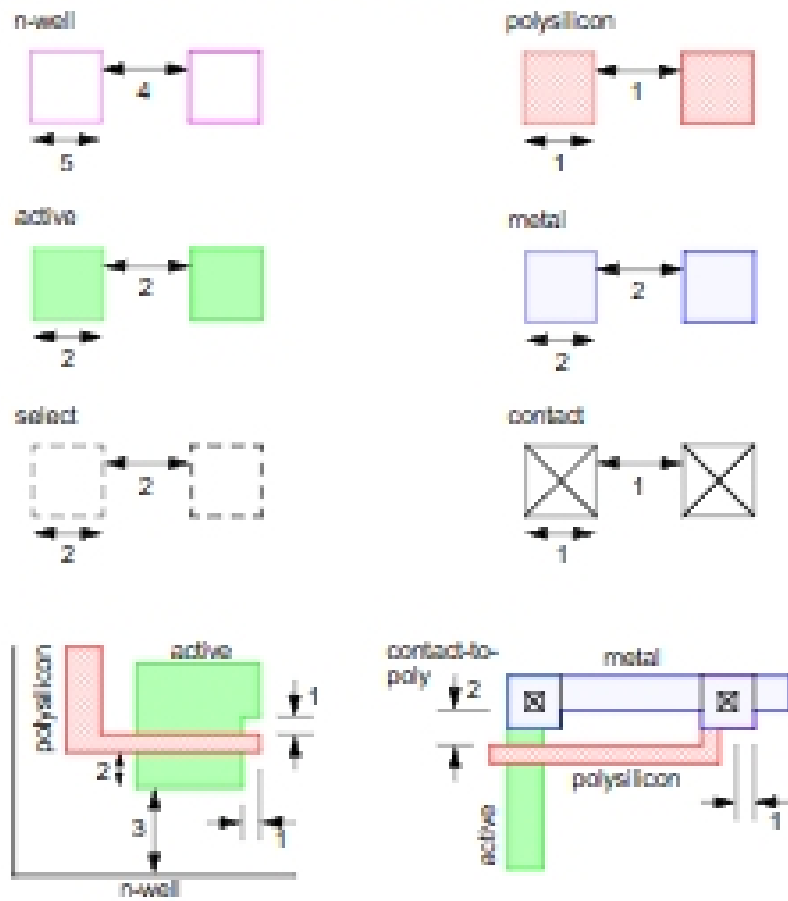 n-well
polysilicon
4
1
5
1
active
metal
2
2
2
2
select
contact
2
1
2
1
polysilicon
active
1
2
3
1
n-well
contact-to-
poly
metal
2
polysilicon
active
1